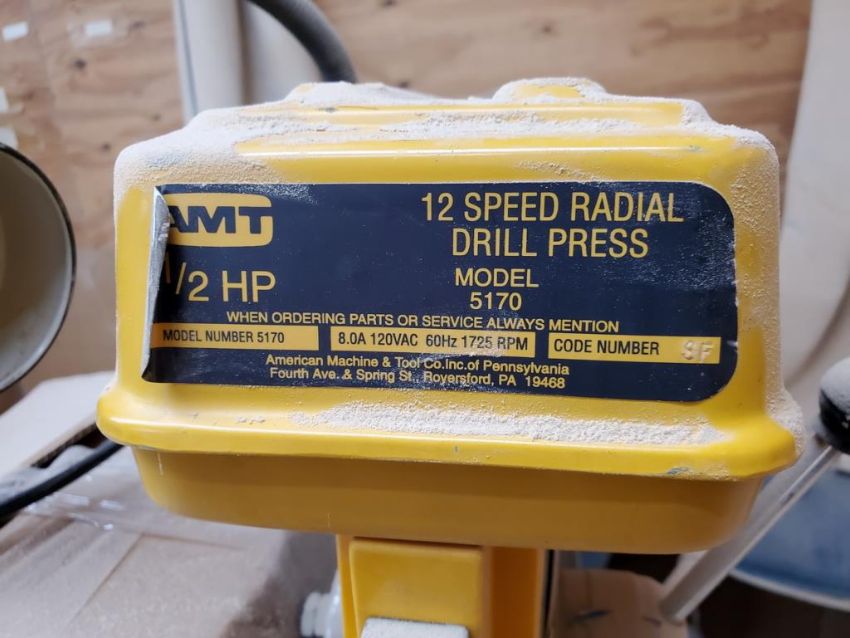 AMT
12 SPEED RADIAL
DRILL PRESS
1/2 HP
MODEL
5170
WHEN ORDERING PARTS OR SERVICE ALWAYS MENTION
MODEL NUMBER 5170
8.0A 120VAC 60Hz 1725 RPM
CODE NUMBER SF
American Machine & Tool Co.Inc.of Pennsylvania
Fourth Ave. & Spring St. Royersford, PA 19468